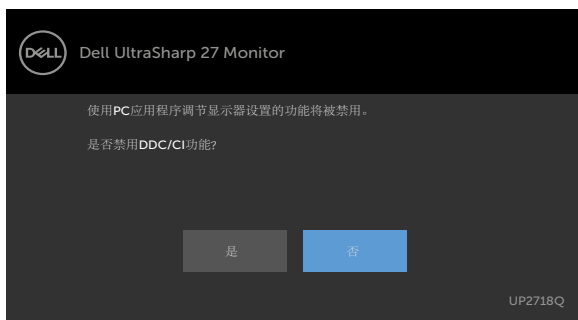 DELL
Dell UltraSharp 27 Monitor
使用PC应用程序调节显示器设置的功能将被禁用。
是否禁用DDC/CI功能?
是
否
UP2718Q